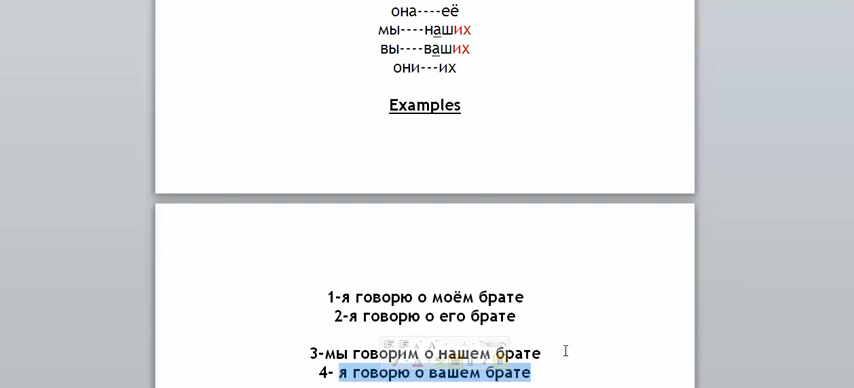 она----её
мы----наших
вы----ваших
они---их
Examples
1-я говорю о моём брате
2-я говорю о его брате
3-мы говорим о нашем брате
4- я говорю о вашем брате